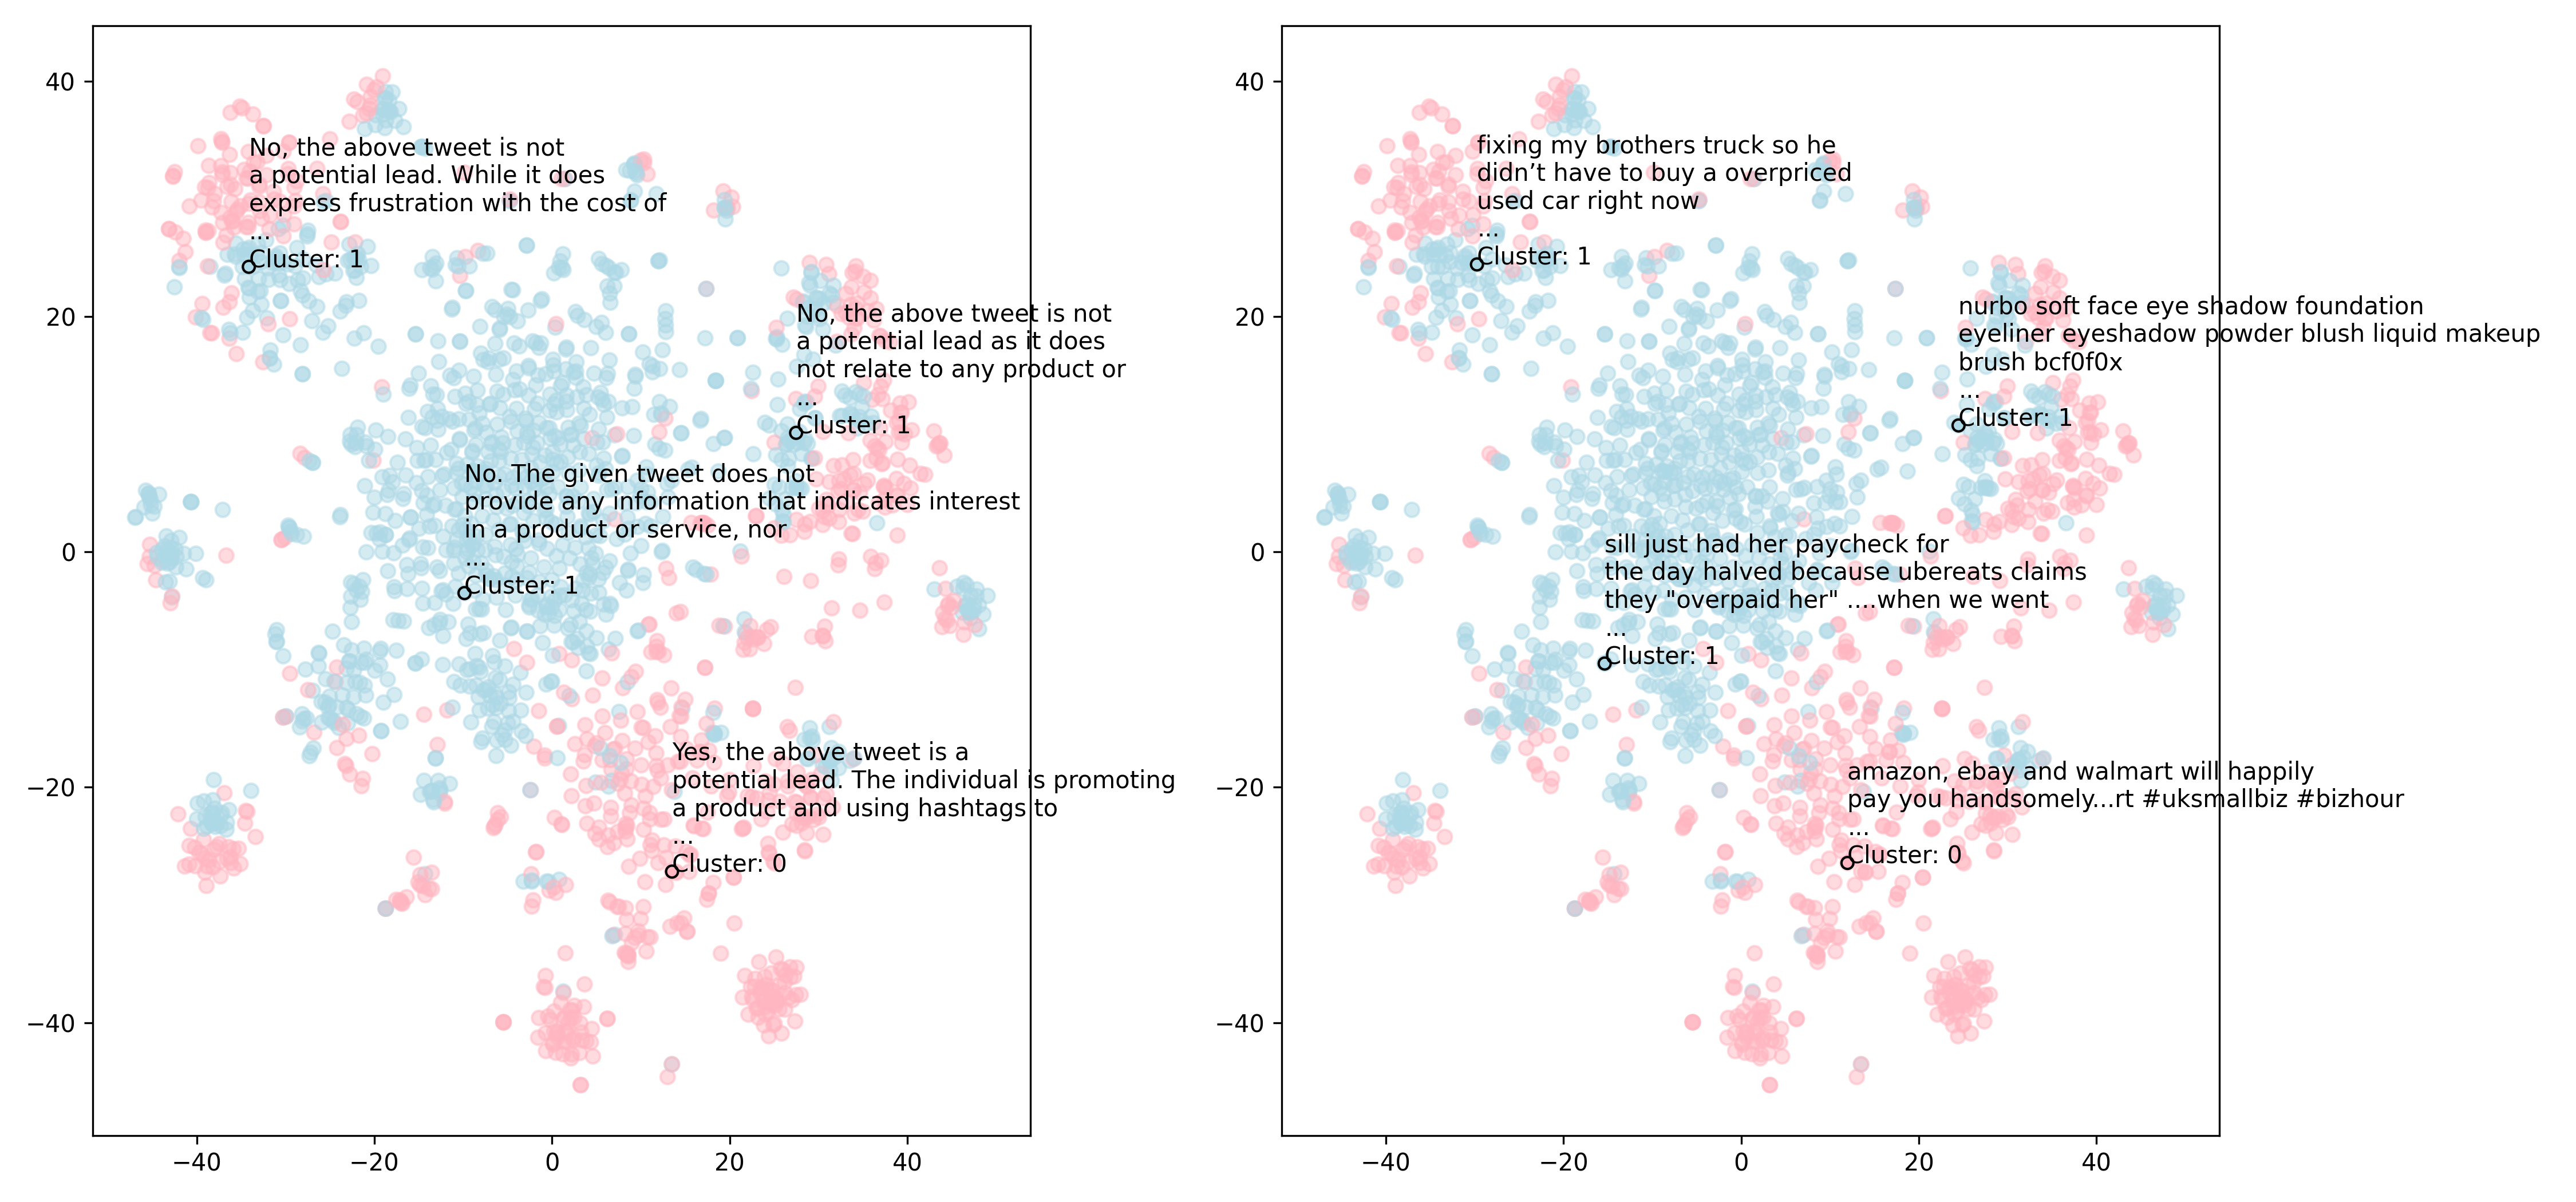 40
20
0
−20
−40
−40
−20
0
20
40
No, the above tweet is not
a potential lead. While it does
express frustration with the cost of
...
Cluster: 1
No, the above tweet is not
a potential lead as it does
not relate to any product or
...
Cluster: 1
No. The given tweet does not
provide any information that indicates interest
in a product or service, nor
...
Cluster: 1
Yes, the above tweet is a
potential lead. The individual is promoting
a product and using hashtags to
...
Cluster: 0
40
20
0
−20
−40
−40
−20
0
20
40
fixing my brothers truck so he
didn’t have to buy a overpriced
used car right now
...
Cluster: 1
nurbo soft face eye shadow foundation
eyeliner eyeshadow powder blush liquid makeup
brush bcf0f0x
...
Cluster: 1
sill just had her paycheck for
the day halved because ubereats claims
they "overpaid her" ....when we went
...
Cluster: 1
amazon, ebay and walmart will happily
pay you handsomely...rt #uksmallbiz #bizhour
...
Cluster: 0